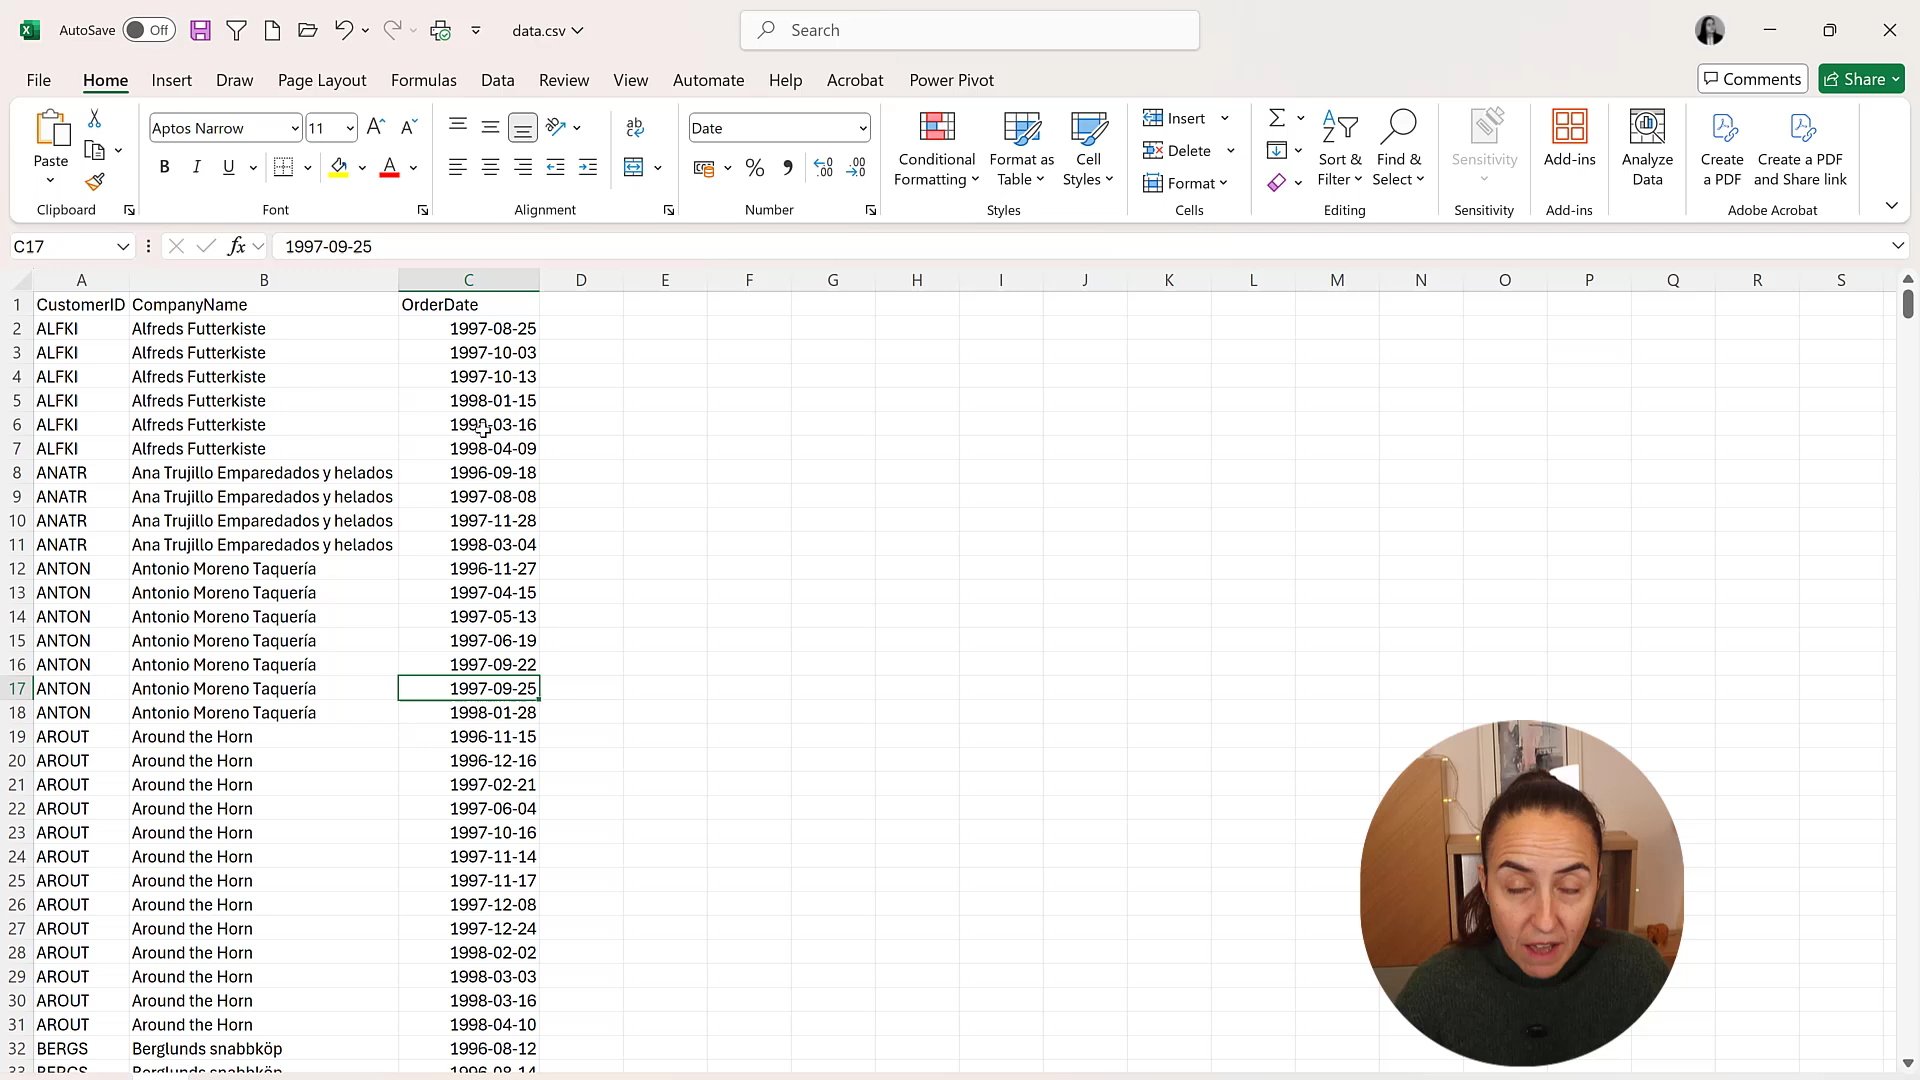 AutoSave Off data.csv Search
File Home Insert Draw Page Layout Formulas Data Review View Automate Help Acrobat Power Pivot Comments Share
Paste Aptos Narrow 11 Date Conditional Formatting Format as Table Cell Styles Insert Delete Format Sort & Filter Find & Select Sensitivity Add-ins Analyze Data Create a PDF Create a PDF and Share link
Clipboard Font Alignment Number Styles Cells Editing Sensitivity Add-ins Adobe Acrobat
C17 fx 1997-09-25
A B C D E F G H I J K L M N O P Q R S
1 CustomerID CompanyName OrderDate
2 ALFKI Alfreds Futterkiste 1997-08-25
3 ALFKI Alfreds Futterkiste 1997-10-03
4 ALFKI Alfreds Futterkiste 1997-10-13
5 ALFKI Alfreds Futterkiste 1998-01-15
6 ALFKI Alfreds Futterkiste 1998-03-16
7 ALFKI Alfreds Futterkiste 1998-04-09
8 ANATR Ana Trujillo Emparedados y helados 1996-09-18
9 ANATR Ana Trujillo Emparedados y helados 1997-08-08
10 ANATR Ana Trujillo Emparedados y helados 1997-11-28
11 ANATR Ana Trujillo Emparedados y helados 1998-03-04
12 ANTON Antonio Moreno Taquería 1996-11-27
13 ANTON Antonio Moreno Taquería 1997-04-15
14 ANTON Antonio Moreno Taquería 1997-05-13
15 ANTON Antonio Moreno Taquería 1997-06-19
16 ANTON Antonio Moreno Taquería 1997-09-22
17 ANTON Antonio Moreno Taquería 1997-09-25
18 ANTON Antonio Moreno Taquería 1998-01-28
19 AROUT Around the Horn 1996-11-15
20 AROUT Around the Horn 1996-12-16
21 AROUT Around the Horn 1997-02-21
22 AROUT Around the Horn 1997-06-04
23 AROUT Around the Horn 1997-10-16
24 AROUT Around the Horn 1997-11-14
25 AROUT Around the Horn 1997-11-17
26 AROUT Around the Horn 1997-12-08
27 AROUT Around the Horn 1997-12-24
28 AROUT Around the Horn 1998-02-02
29 AROUT Around the Horn 1998-03-03
30 AROUT Around the Horn 1998-03-16
31 AROUT Around the Horn 1998-04-10
32 BERGS Berglunds snabbköp 1996-08-12
33 BERGS Berglunds snabbköp 1996-08-14